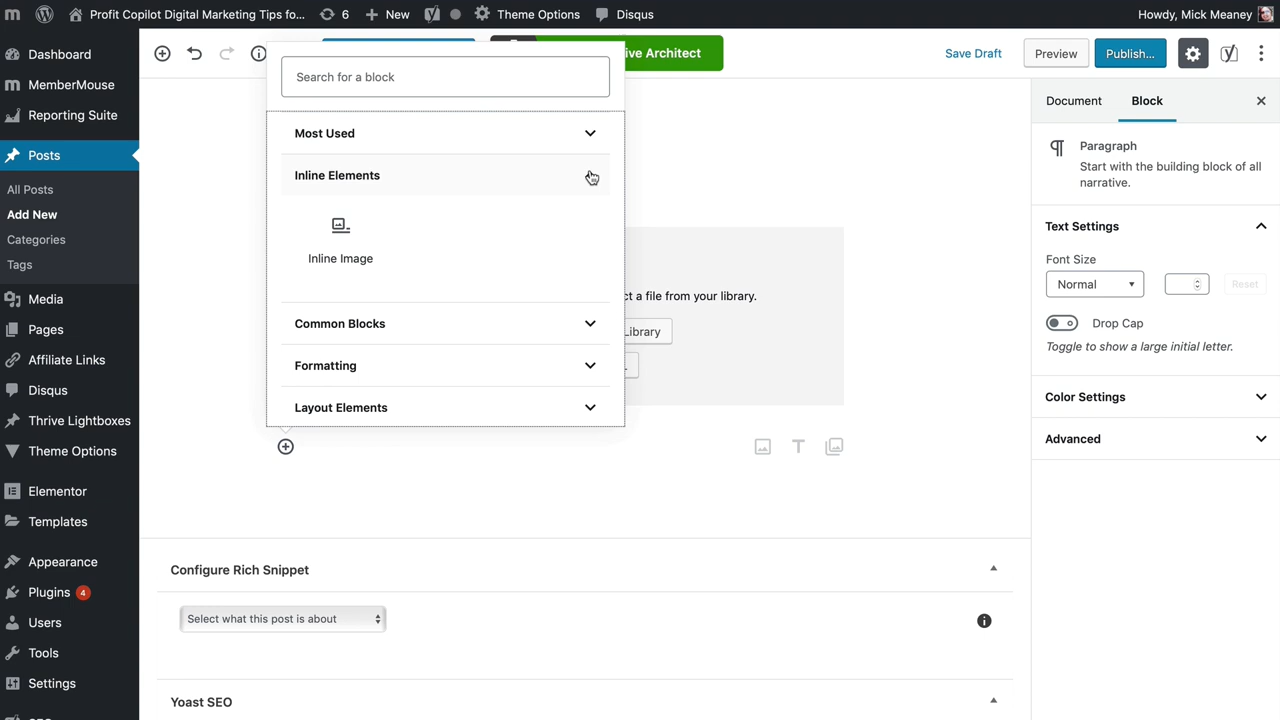 Profit Copilot Digital Marketing Tips fo...
6
New
Theme Options
Disqus
Howdy, Mick Meaney
Dashboard
MemberMouse
Reporting Suite
Posts
All Posts
Add New
Categories
Tags
Media
Pages
Affiliate Links
Disqus
Thrive Lightboxes
Theme Options
Elementor
Templates
Appearance
Plugins 4
Users
Tools
Settings
Architect
Save Draft
Preview
Publish...
Search for a block
Most Used
Inline Elements
Inline Image
Common Blocks
Formatting
Layout Elements
a file from your library.
Library
Configure Rich Snippet
Select what this post is about
Yoast SEO
Document
Block
Paragraph
Start with the building block of all
narrative.
Text Settings
Font Size
Normal
Reset
Drop Cap
Toggle to show a large initial letter.
Color Settings
Advanced